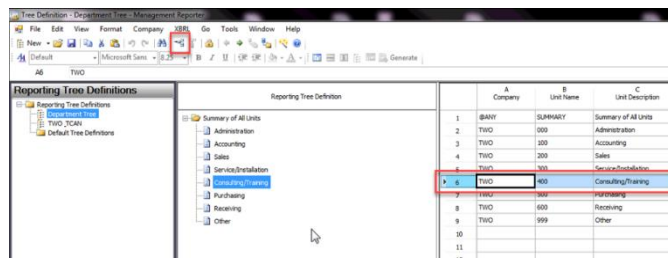 Tree Definition - Department Tree - Management Reporter
File Edit View Format Company XBRL Go Tools Window Help
New
Generate
Default Microsoft Sans 8.25 B I U
A6 TWO
Reporting Tree Definitions
Reporting Tree Definitions
Department Tree
TWO_TCAN
Default Tree Definitions
Reporting Tree Definition
Summary of All Units
Administration
Accounting
Sales
Service/Installation
Consulting/Training
Purchasing
Receiving
Other
A B C
Company Unit Name Unit Description
1 @ANY SUMMARY Summary of All Units
2 TWO 000 Administration
3 TWO 100 Accounting
4 TWO 200 Sales
5 TWO 300 Service/Installation
6 TWO 400 Consulting/Training
7 TWO 500 Purchasing
8 TWO 600 Receiving
9 TWO 999 Other
10
11